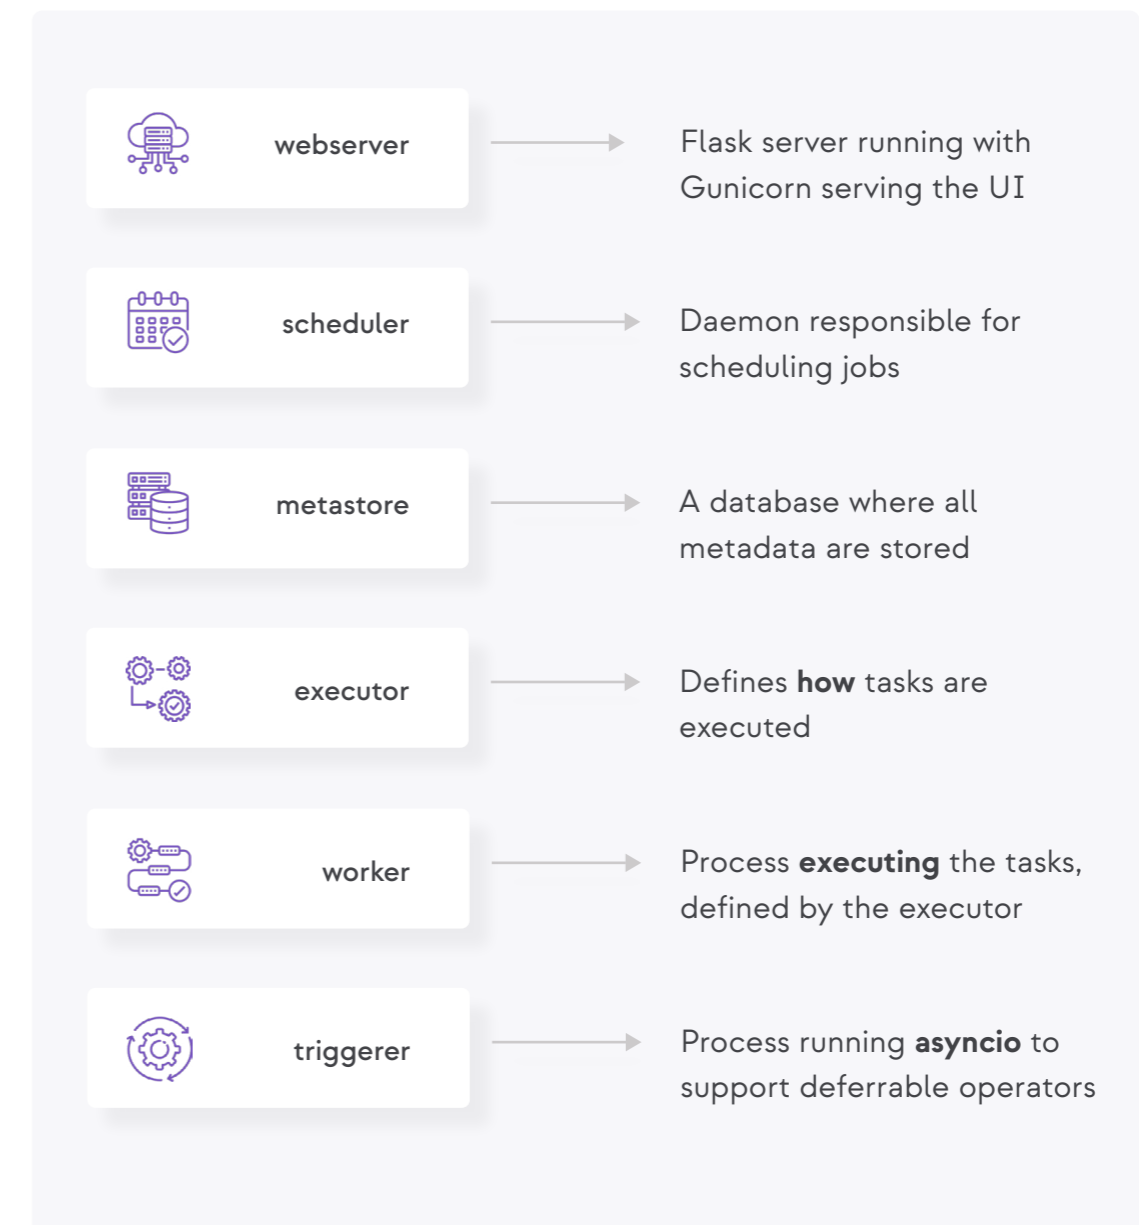 webserver
Flask server running with
Gunicorn serving the UI
scheduler
Daemon responsible for
scheduling jobs
metastore
A database where all
metadata are stored
executor
Defines how tasks are
executed
worker
Process executing the tasks,
defined by the executor
triggerer
Process running asyncio to
support deferrable operators